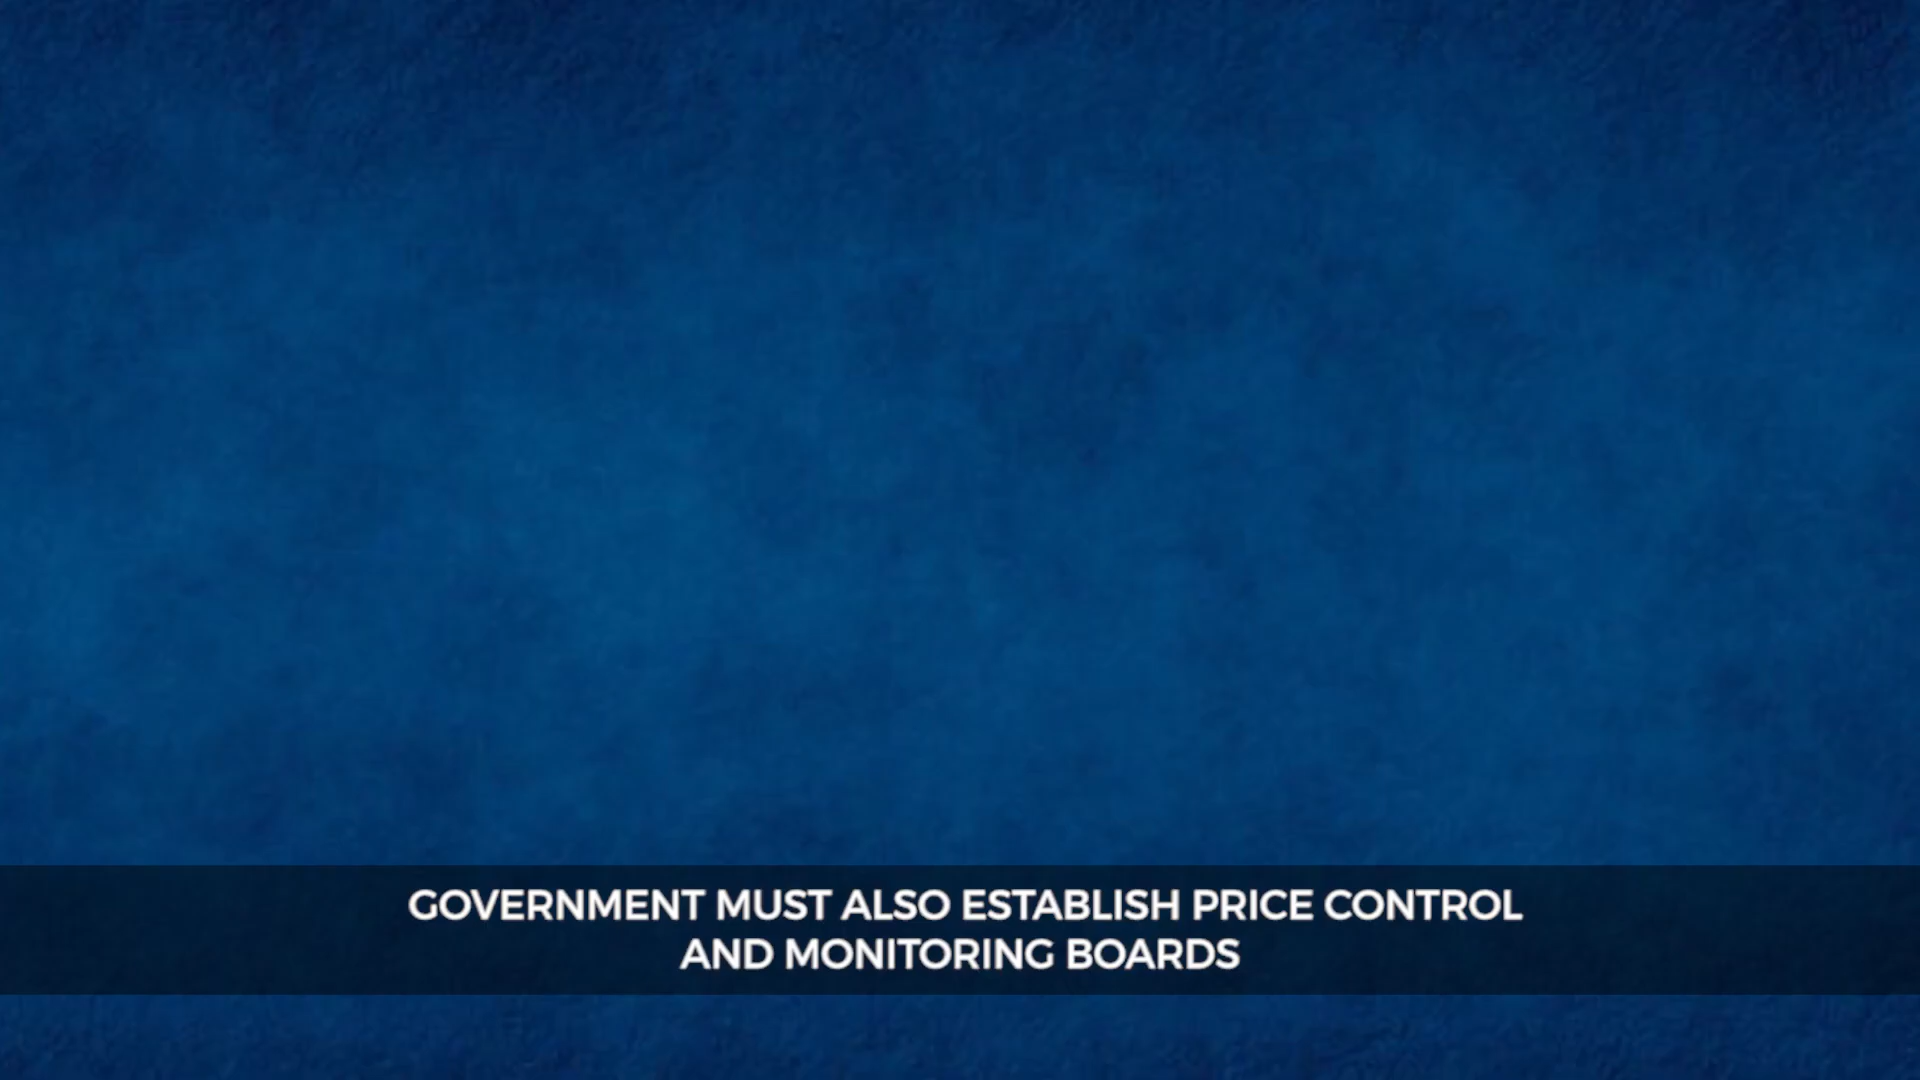 GOVERNMENT MUST ALSO ESTABLISH PRICE CONTROL
AND MONITORING BOARDS